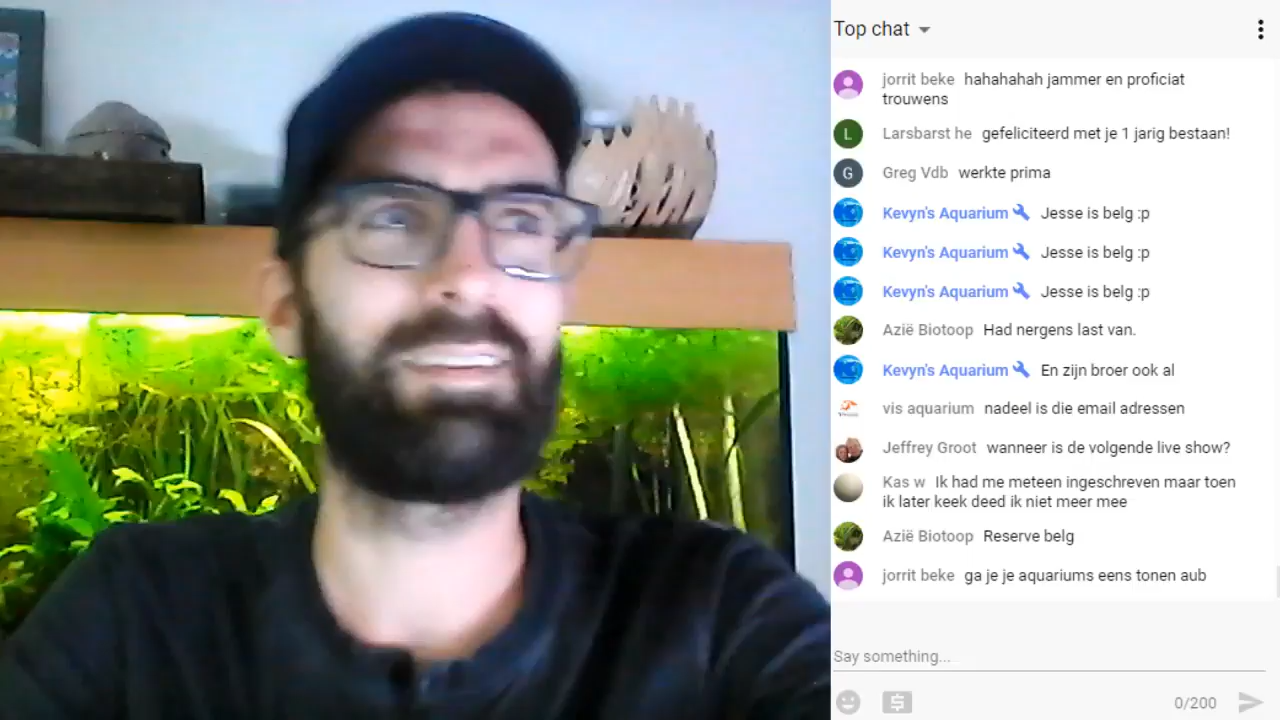 Top chat
jorrit beke hahahahah jammer en proficiat
trouwens
L
Larsbarst he gefeliciteerd met je 1 jarig bestaan!
G
Greg Vdb werkte prima
Kevyn's Aquarium Jesse is belg :p
Kevyn's Aquarium Jesse is belg :p
Kevyn's Aquarium Jesse is belg :p
Azië Biotoop Had nergens last van.
Kevyn's Aquarium En zijn broer ook al
vis aquarium nadeel is die email adressen
Jeffrey Groot wanneer is de volgende live show?
Kas w Ik had me meteen ingeschreven maar toen
ik later keek deed ik niet meer mee
Azië Biotoop Reserve belg
jorrit beke ga je je aquariums eens tonen aub
Say something...
0/200